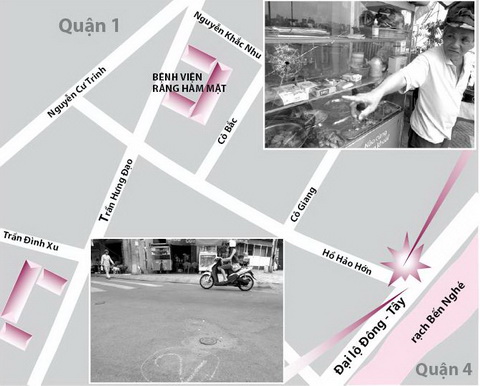 Quận 1
Nguyễn Khắc Nhu
BỆNH VIỆN
RĂNG HÀM MẶT
Nguyễn Cư Trinh
Cô Bắc
Trần Hưng Đạo
Cô Giang
Trần Đình Xu
Hồ Hảo Hớn
Đại lộ Đông - Tây
rạch Bến Nghé
Quận 4